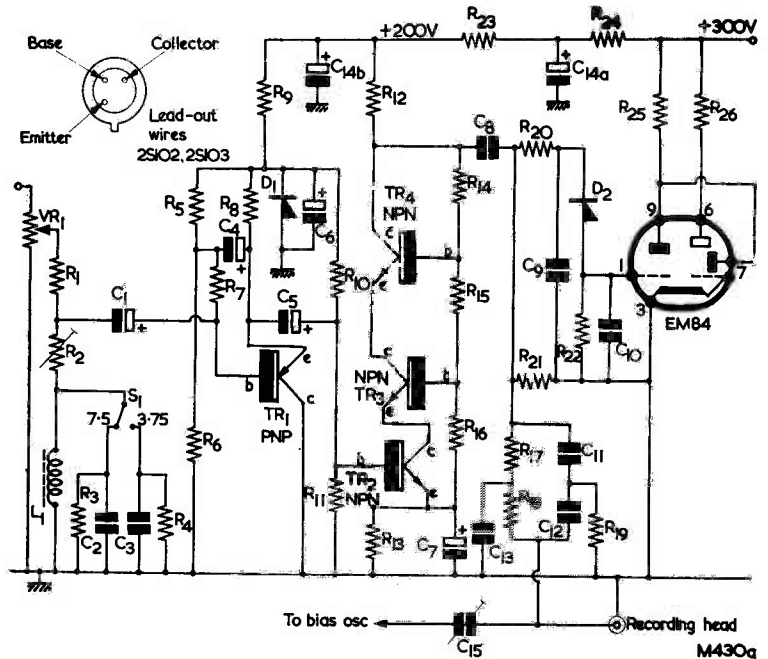 Base
Collector
Emitter
Lead-out
wires
2S102, 2S103
+200V
R23
R24
+300V
C14b
C14a
R9
R12
R25
R26
C8
R20
R5
R8
D1
C6
TR4
NPN
R14
D2
9
6
VR1
C4
c
b
e
R1
R7
R10
C9
1
7
C1
C5
R15
3
EM84
R2
e
c
b
NPN
TR3
b
e
R21
R22
C10
S1
7.5
3.75
TR1
PNP
R6
R16
R17
C11
b
c
e
TR2
NPN
L1
R3
C2
C3
R4
R11
R13
C7
C13
R18
C12
R19
To bias osc
C15
Recording head
M430a